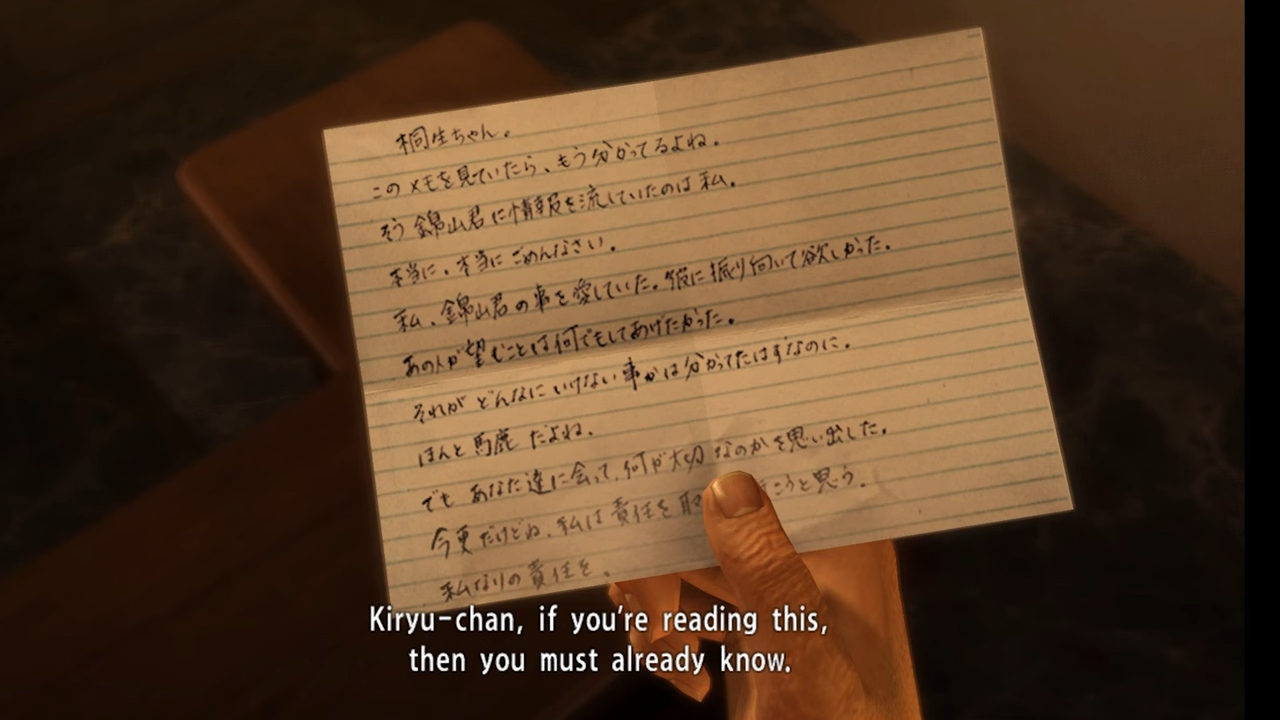 桐生ちゃん。
このメモを見ていたら、もう分かってるよね。
そう 錦山君に情報を流していたのは 私。
本当に、本当に ごめんなさい。
私、錦山君の事を愛していた。彼に振り向いて欲しかった。
あの人が望むことは何でもしてあげたかった。
それが どんなに いけない事かは分かってたはずなのに。
ほんと馬鹿 だよね。
でも あなた達に会って、何が大切なのかを思い出した。
今更だけどね、私は 責任を取 こうと思う。
私なりの責任を。
Kiryu-chan, if you're reading this,
then you must already know.